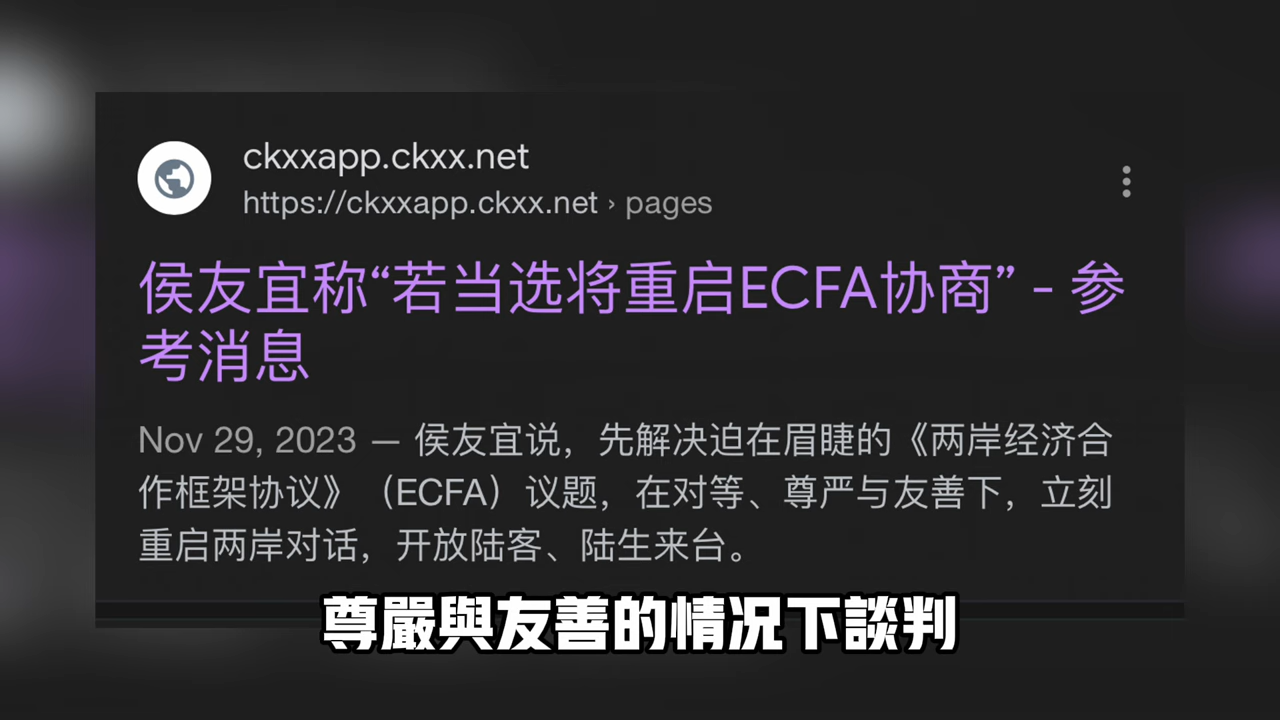 ckxxapp.ckxx.net
https://ckxxapp.ckxx.net › pages
侯友宜称“若当选将重启ECFA协商” - 参
考消息
Nov 29, 2023 — 侯友宜说，先解决迫在眉睫的《两岸经济合
作框架协议》（ECFA）议题，在对等、尊严与友善下，立刻
重启两岸对话，开放陆客、陆生来台。
尊嚴與友善的情況下談判